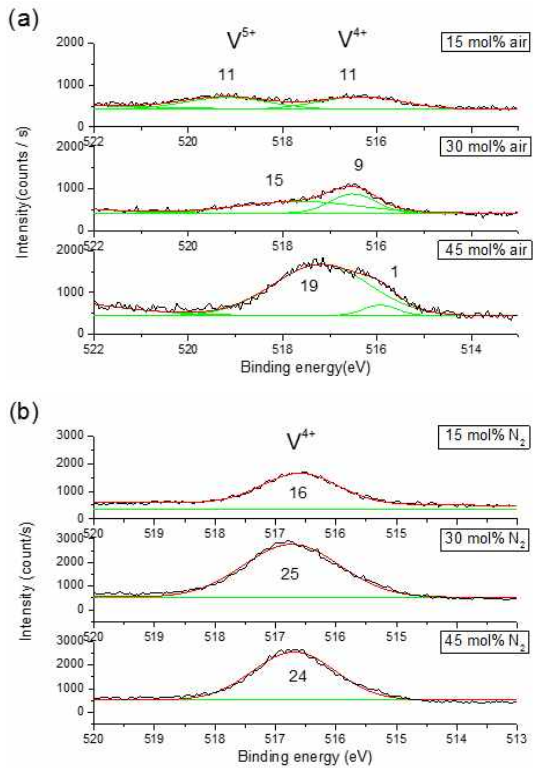 (a)
V5+ V4+
15 mol% air
2000
1000
0
11 11
522 520 518 516 514
30 mol% air
2000
1000
0
15 9
522 520 518 516 514
45 mol% air
2000
1000
0
19 1
522 520 518 516 514
Intensity(counts / s)
Binding energy(eV)
(b)
V4+
15 mol% N2
3000
2000
1000
0
16
520 519 518 517 516 515
30 mol% N2
3000
2000
1000
0
25
520 519 518 517 516 515
45 mol% N2
3000
2000
1000
0
24
520 519 518 517 516 515 514 513
Intensity (count/s)
Binding energy (eV)